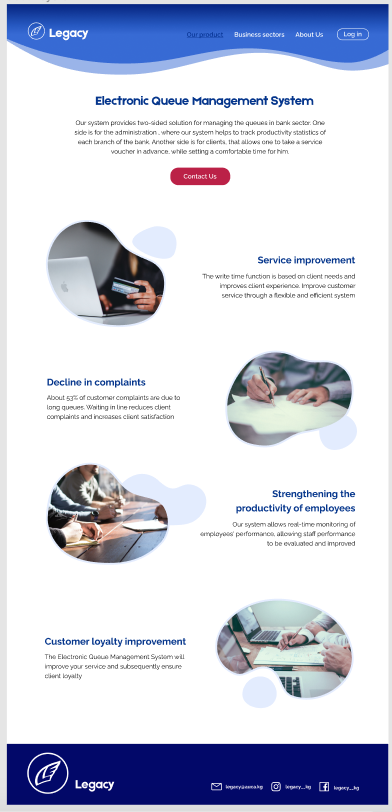 Legacy
Our product Business sectors About Us Log in
Electronic Queue Management System
Our system provides two-sided solution for managing the queues in bank sector. One
side is for the administration , where our system helps to track productivity statistics of
each branch of the bank. Another side is for clients, that allows one to take a service
voucher in advance, while setting a comfortable time for him.
Contact Us
Service improvement
The write time function is based on client needs and
improves client experience. Improve customer
service through a flexible and efficient system
Decline in complaints
About 53% of customer complaints are due to
long queues. Waiting in line reduces client
complaints and increases client satisfaction
Strengthening the
productivity of employees
Our system allows real-time monitoring of
employees' performance, allowing staff performance
to be evaluated and improved
Customer loyalty improvement
The Electronic Queue Management System will
improve your service and subsequently ensure
client loyalty
Legacy
legacy@auca.kg legacy_kg legacy_kg